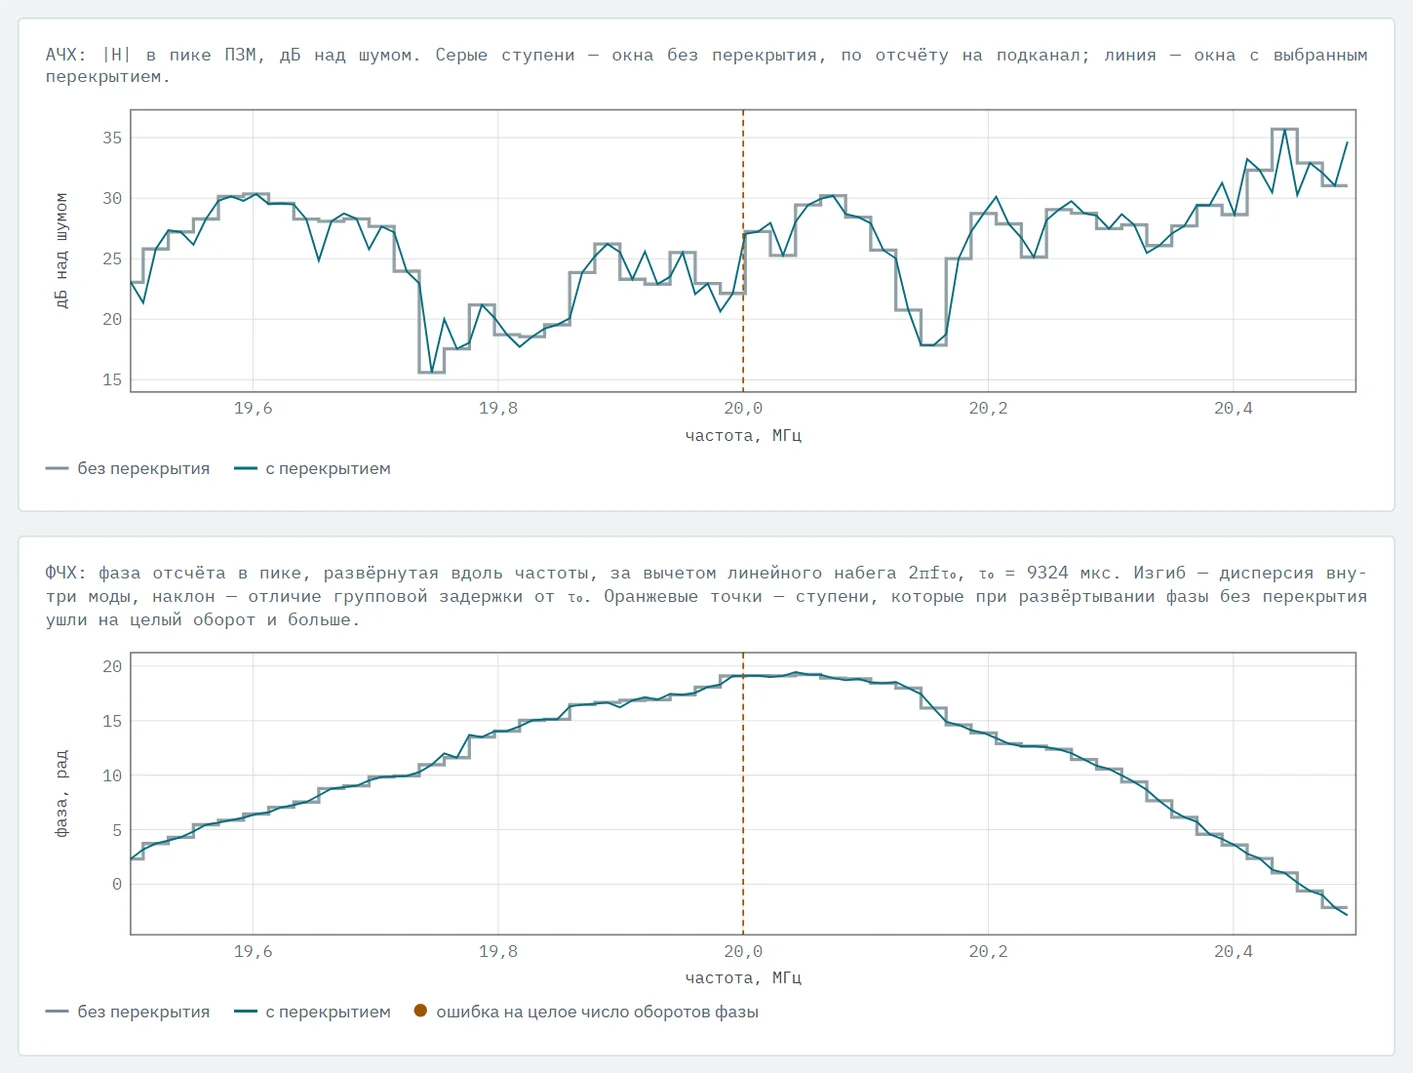 АЧХ: |H| в пике ПЗМ, дБ над шумом. Серые ступени — окна без перекрытия, по отсчёту на подканал; линия — окна с выбранным
перекрытием.
35
30
25
20
15
дБ над шумом
19,6 19,8 20,0 20,2 20,4
частота, МГц
без перекрытия с перекрытием
ФЧХ: фаза отсчёта в пике, развёрнутая вдоль частоты, за вычетом линейного набега 2πfτ₀, τ₀ = 9324 мкс. Изгиб — дисперсия вну-
три моды, наклон — отличие групповой задержки от τ₀. Оранжевые точки — ступени, которые при развёртывании фазы без перекрытия
ушли на целый оборот и больше.
20
15
10
5
0
фаза, рад
19,6 19,8 20,0 20,2 20,4
частота, МГц
без перекрытия с перекрытием ошибка на целое число оборотов фазы